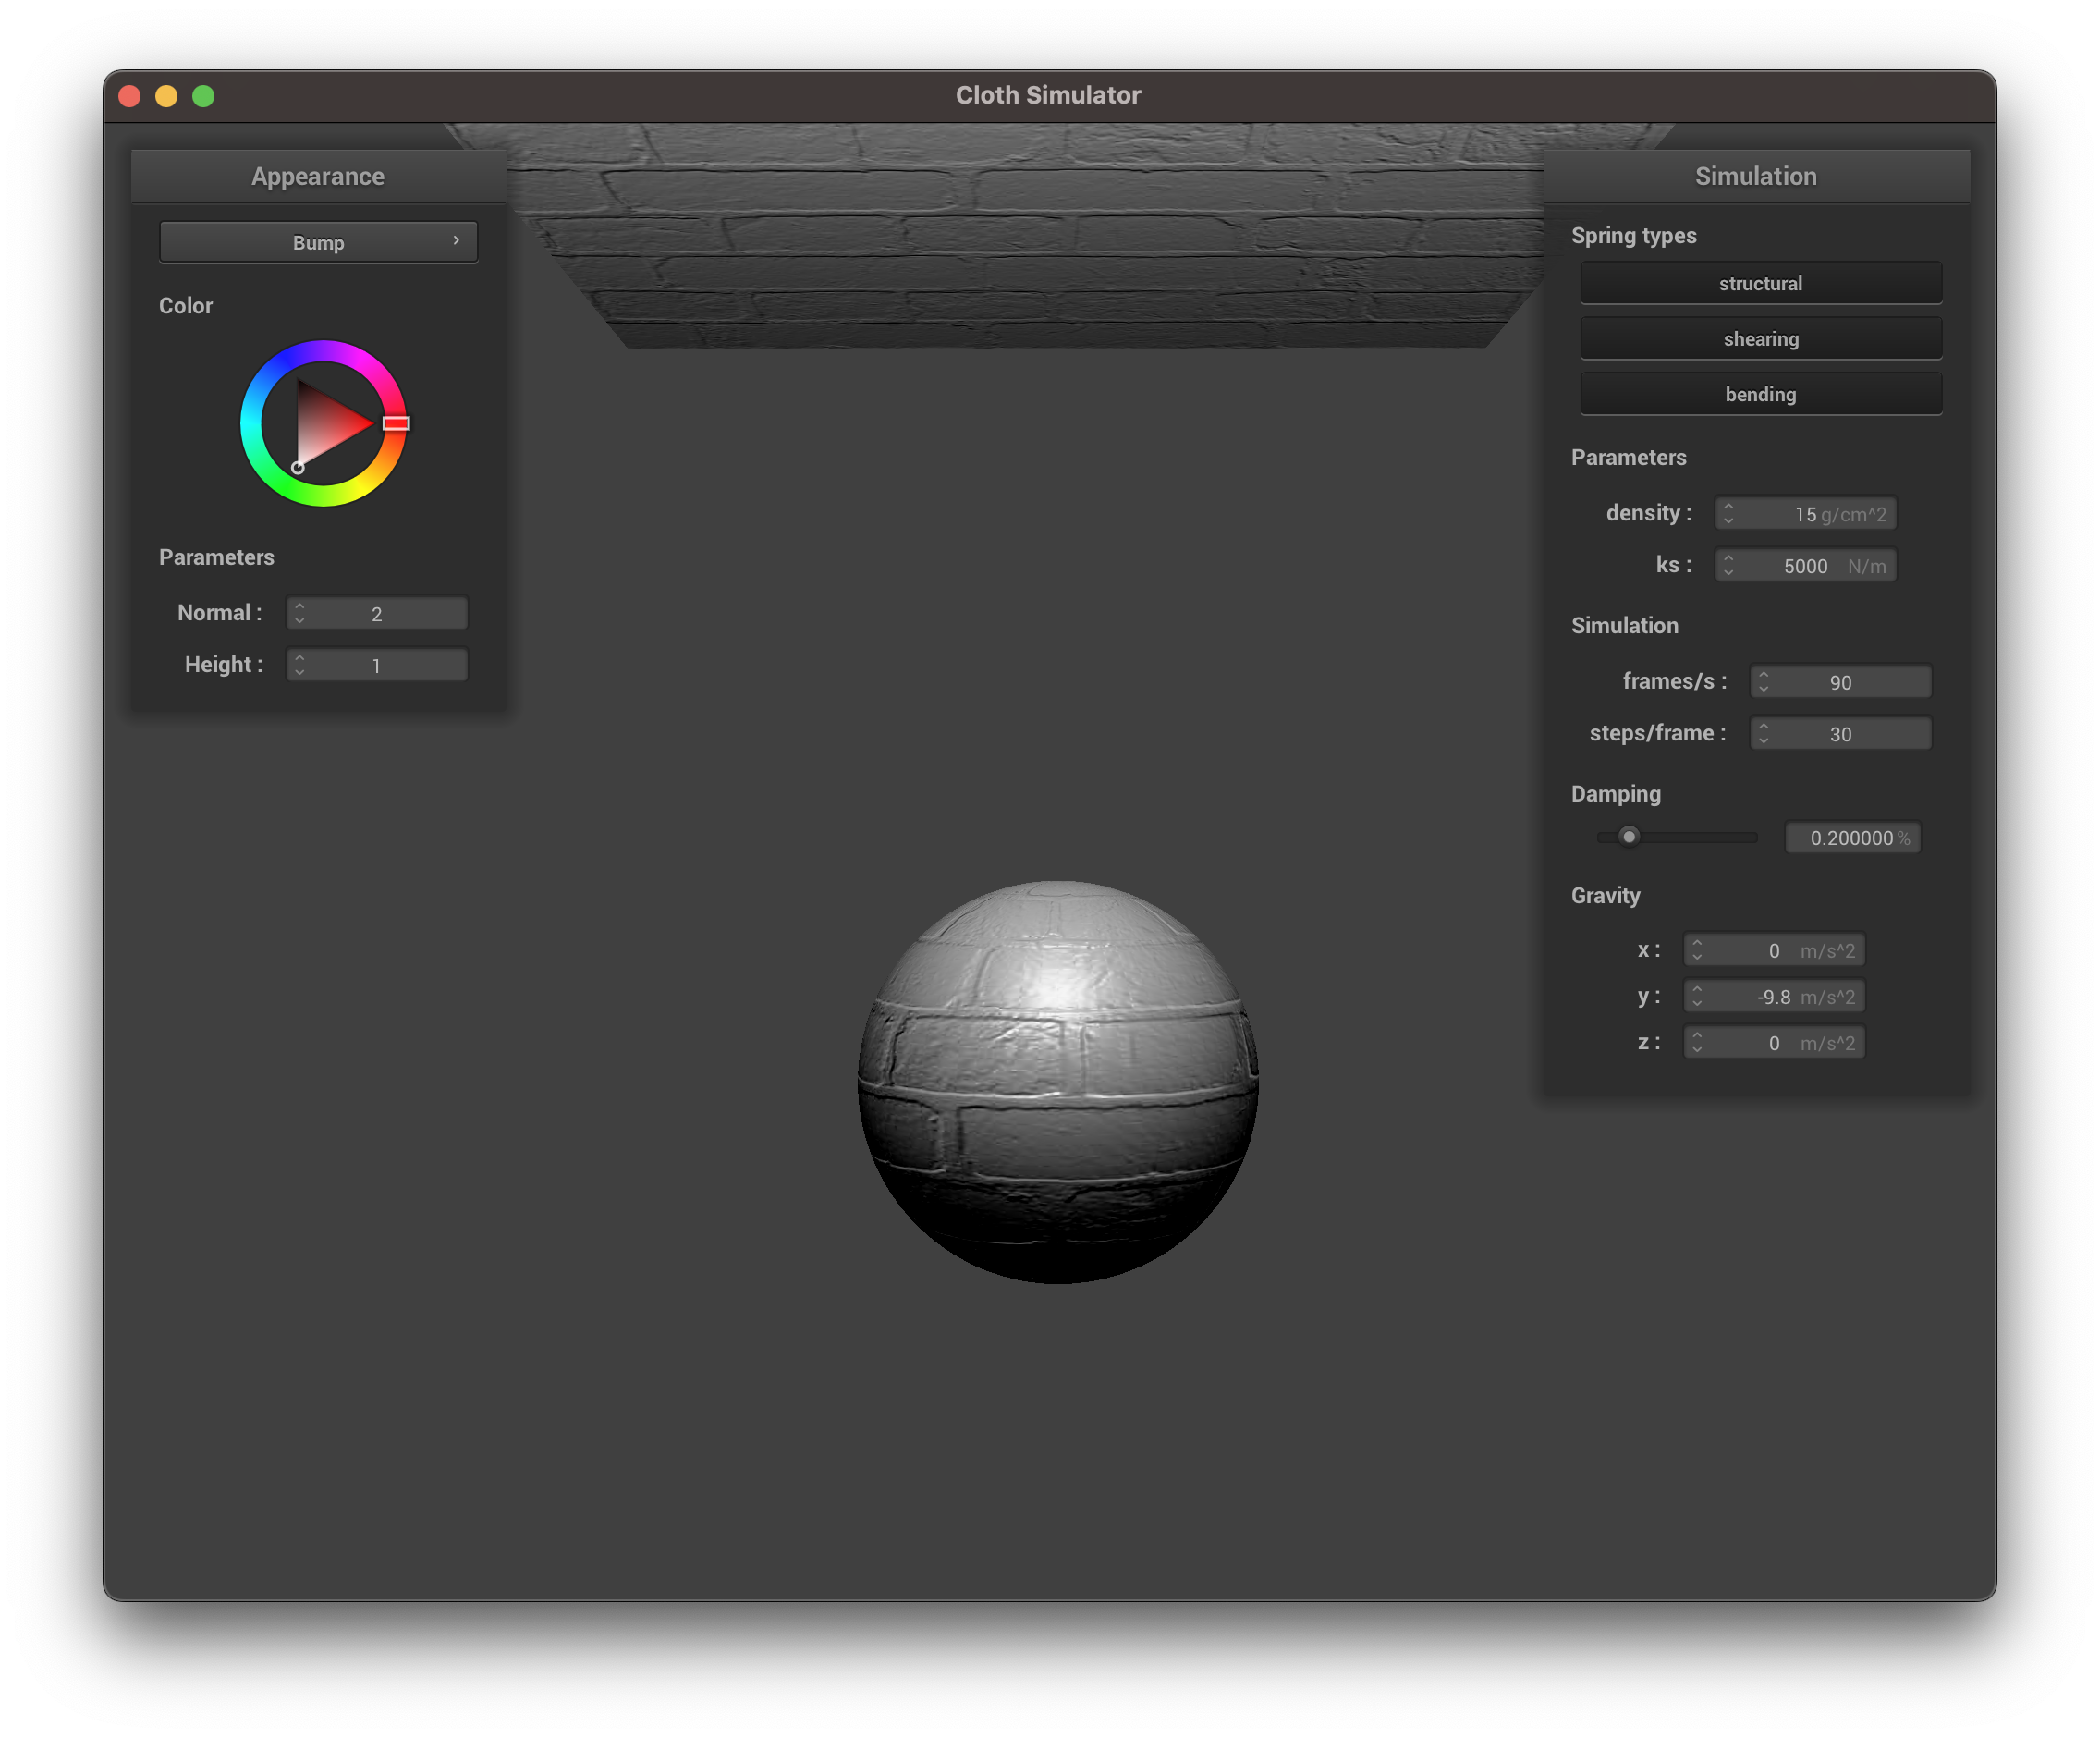 Cloth Simulator
Appearance
Bump
Color
Parameters
Normal : 2
Height : 1
Simulation
Spring types
structural
shearing
bending
Parameters
density : 15 g/cm^2
ks : 5000 N/m
Simulation
frames/s : 90
steps/frame : 30
Damping
0.200000 %
Gravity
x : 0 m/s^2
y : -9.8 m/s^2
z : 0 m/s^2